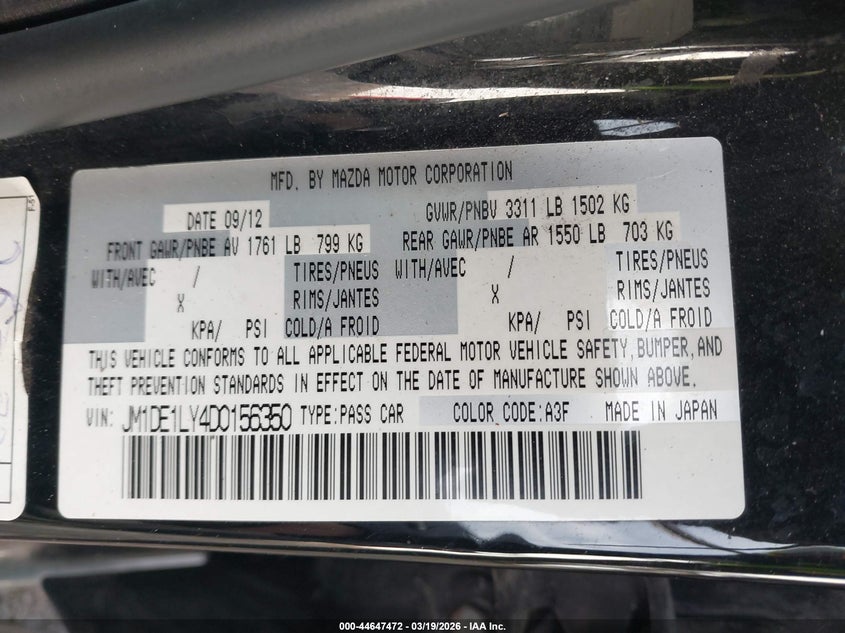 MFD. BY MAZDA MOTOR CORPORATION
DATE 09/12 GVWR/PNBV 3311 LB 1502 KG
FRONT GAWR/PNBE AV 1761 LB 799 KG REAR GAWR/PNBE AR 1550 LB 703 KG
WITH/AVEC / TIRES/PNEUS WITH/AVEC / TIRES/PNEUS
X RIMS/JANTES X RIMS/JANTES
KPA/ PSI COLD/A FROID KPA/ PSI COLD/A FROID
THIS VEHICLE CONFORMS TO ALL APPLICABLE FEDERAL MOTOR VEHICLE SAFETY, BUMPER, AND
THEFT PREVENTION STANDARDS IN EFFECT ON THE DATE OF MANUFACTURE SHOWN ABOVE.
VIN: JM1DE1LY4D0156350 TYPE:PASS CAR COLOR CODE:A3F MADE IN JAPAN
000-44647472 — 03/19/2026 — IAA Inc.